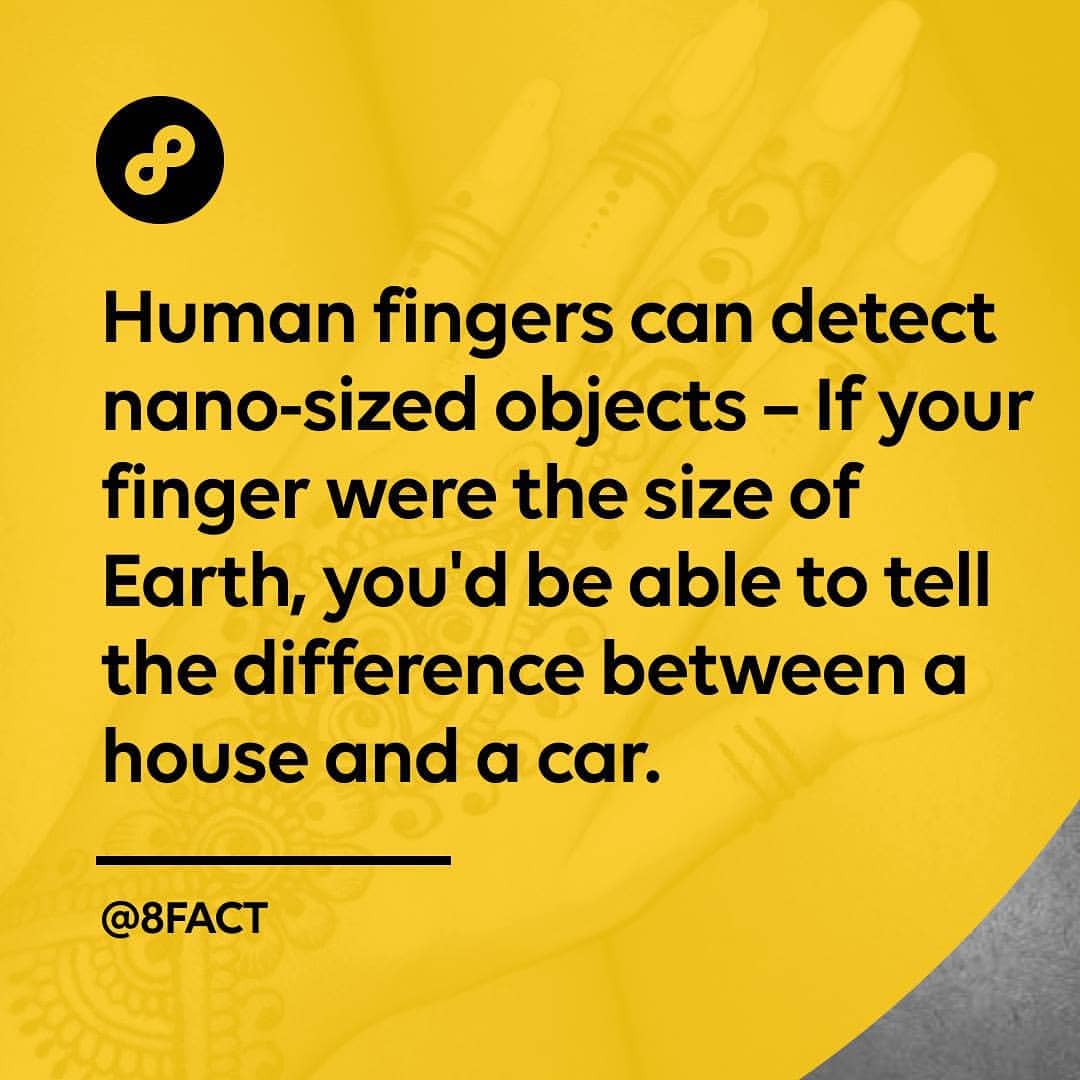 Human fingers can detect
nano-sized objects – If your
finger were the size of
Earth, you'd be able to tell
the difference between a
house and a car.
@8FACT